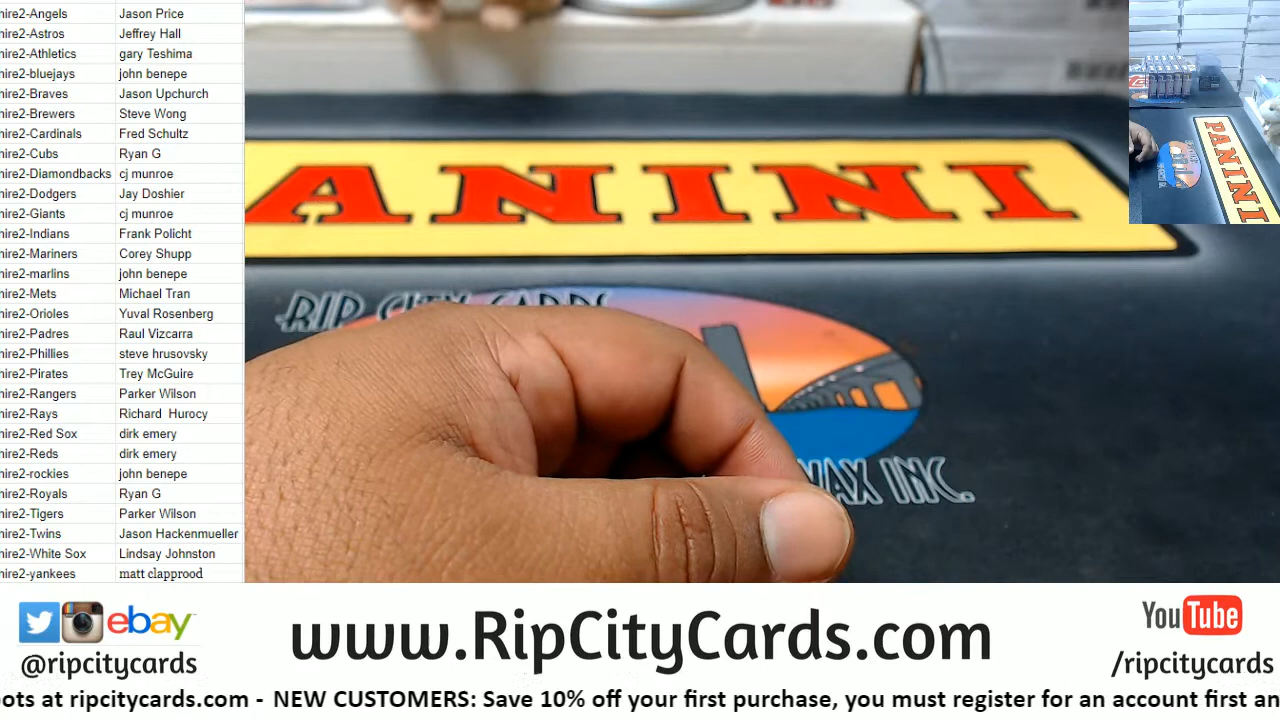 hire2-Angels Jason Price
hire2-Astros Jeffrey Hall
hire2-Athletics gary Teshima
hire2-bluejays john benepe
hire2-Braves Jason Upchurch
hire2-Brewers Steve Wong
hire2-Cardinals Fred Schultz
hire2-Cubs Ryan G
hire2-Diamondbacks cj munroe
hire2-Dodgers Jay Doshier
hire2-Giants cj munroe
hire2-Indians Frank Policht
hire2-Mariners Corey Shupp
hire2-marlins john benepe
hire2-Mets Michael Tran
hire2-Orioles Yuval Rosenberg
hire2-Padres Raul Vizcarra
hire2-Phillies steve hrusovsky
hire2-Pirates Trey McGuire
hire2-Rangers Parker Wilson
hire2-Rays Richard Hurocy
hire2-Red Sox dirk emery
hire2-Reds dirk emery
hire2-rockies john benepe
hire2-Royals Ryan G
hire2-Tigers Parker Wilson
hire2-Twins Jason Hackenmueller
hire2-White Sox Lindsay Johnston
hire2-yankees matt clapprood
ANINI
RIP CITY CARDS
WAX INC.
PANINI
ebay
@ripcitycards
www.RipCityCards.com
YouTube
/ripcitycards
ots at ripcitycards.com - NEW CUSTOMERS: Save 10% off your first purchase, you must register for an account first an